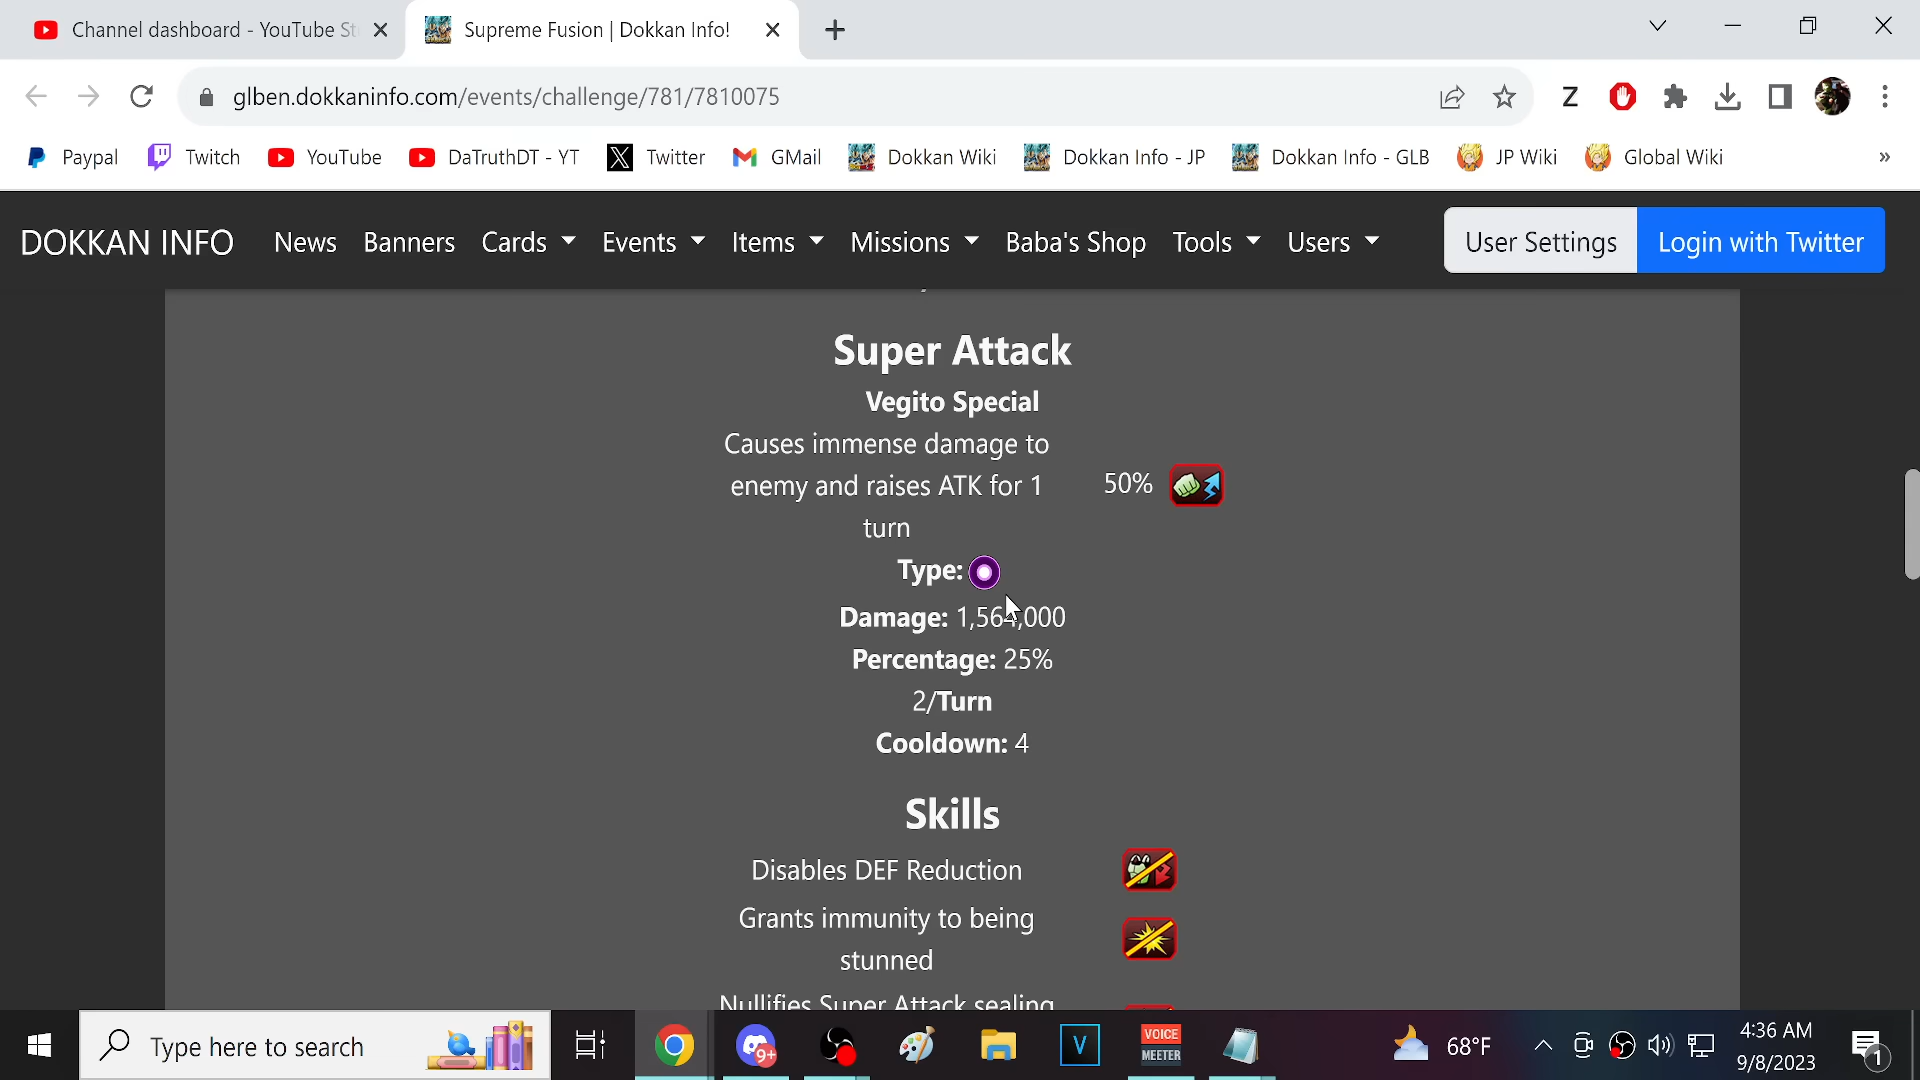 Channel dashboard - YouTube St
Supreme Fusion | Dokkan Info!
glben.dokkaninfo.com/events/challenge/781/7810075
Z
Paypal Twitch YouTube DaTruthDT - YT Twitter GMail Dokkan Wiki Dokkan Info - JP Dokkan Info - GLB JP Wiki Global Wiki »
DOKKAN INFO News Banners Cards Events Items Missions Baba's Shop Tools Users User Settings Login with Twitter
Super Attack
Vegito Special
Causes immense damage to
enemy and raises ATK for 1
turn
50%
Type:
Damage: 1,564,000
Percentage: 25%
2/Turn
Cooldown: 4
Skills
Disables DEF Reduction
Grants immunity to being
stunned
Nullifies Super Attack sealing
Type here to search
9+
V
VOICE
MEETER
68°F
4:36 AM
9/8/2023
1